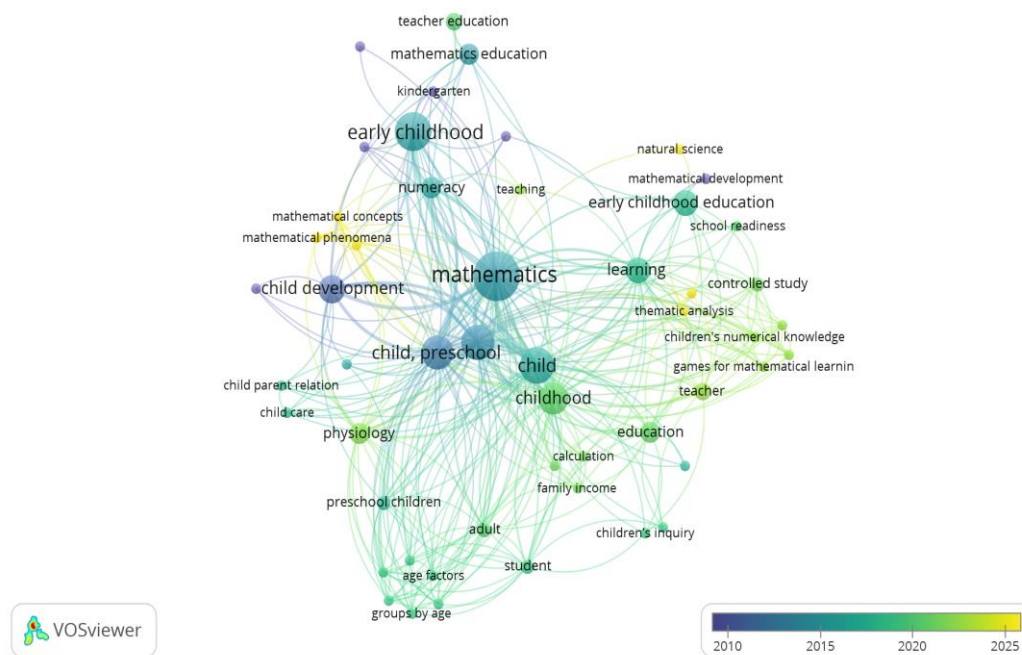 teacher education
mathematics education
kindergarten
early childhood
natural science
mathematical development
numeracy
teaching
early childhood education
mathematical concepts
school readiness
mathematical phenomena
mathematics
learning
child development
controlled study
thematic analysis
children's numerical knowledge
child, preschool
child
games for mathematical learnin
child parent relation
teacher
childhood
child care
physiology
education
calculation
family income
preschool children
adult
children's inquiry
student
age factors
groups by age
VOSviewer
2010 2015 2020 2025